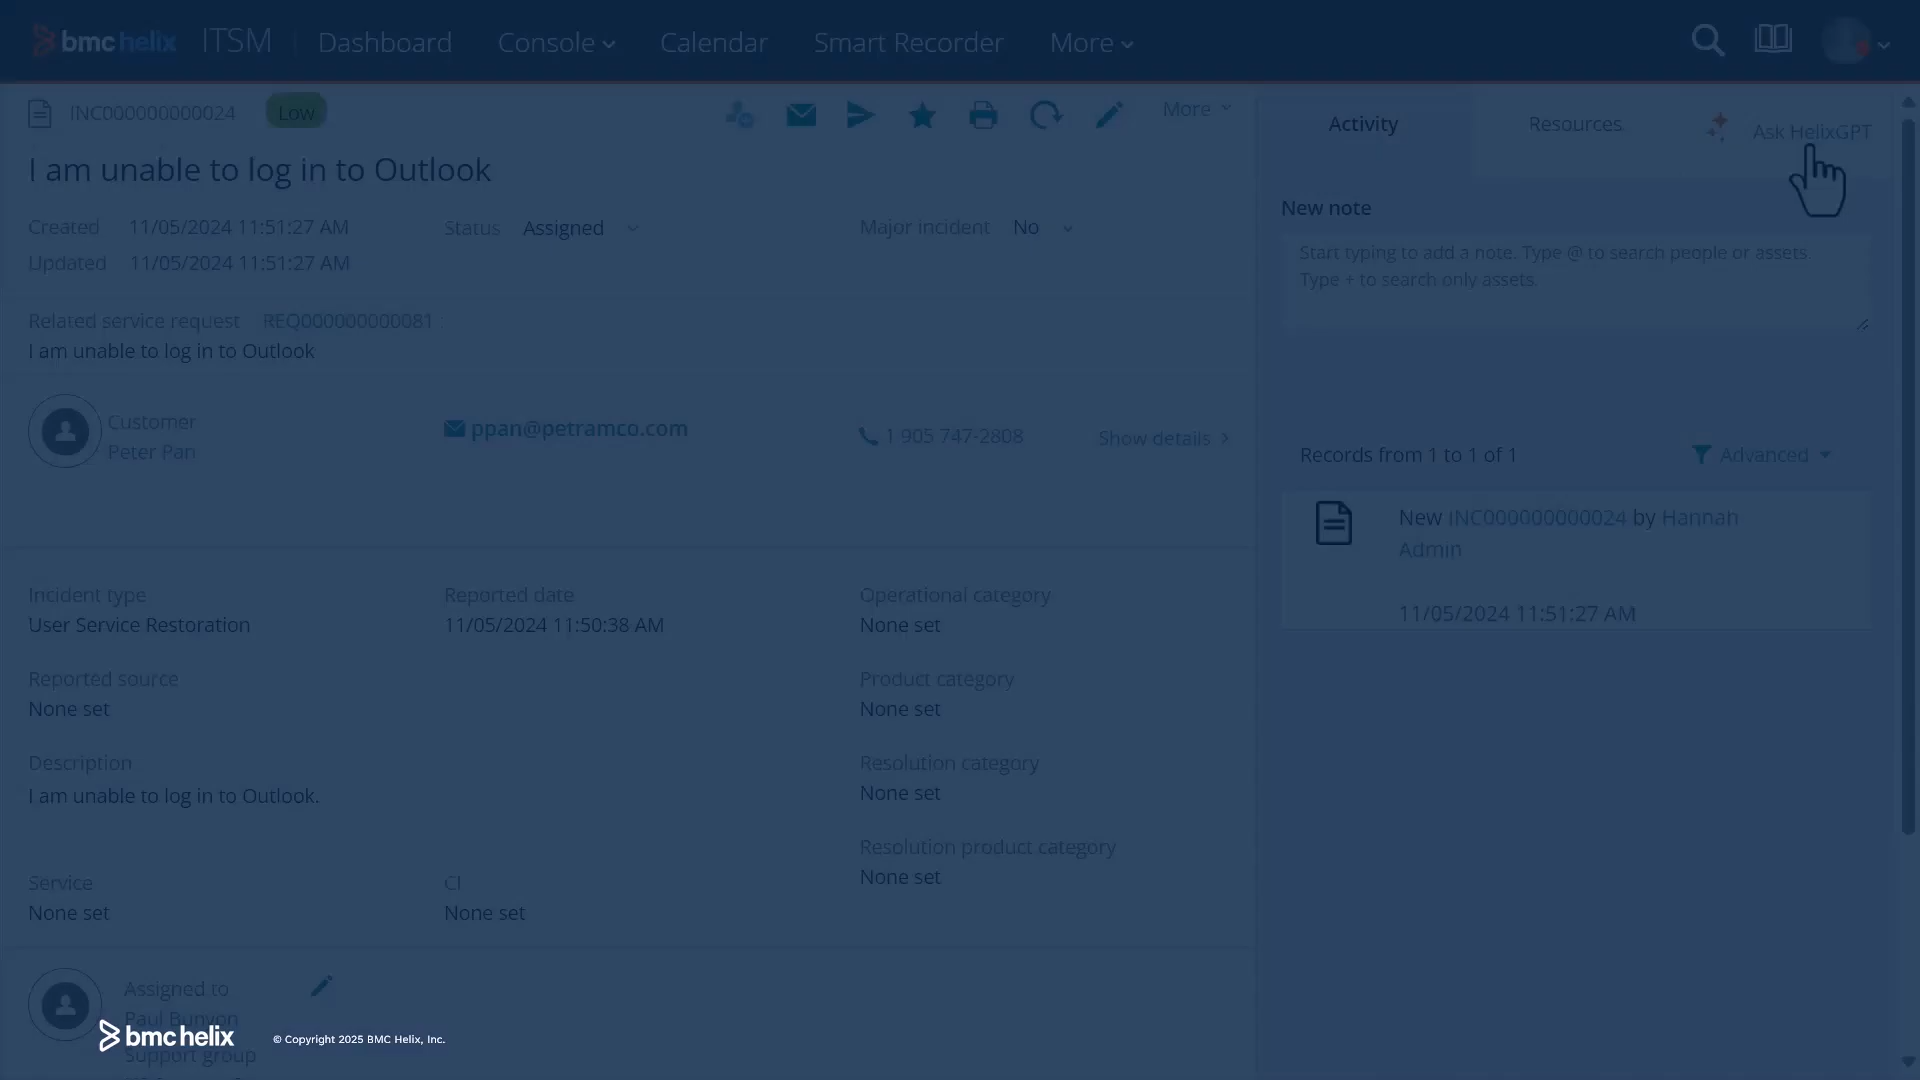 bmc helix ITSM Dashboard Console Calendar Smart Recorder More
INC000000000024 Low More
I am unable to log in to Outlook
Created 11/05/2024 11:51:27 AM Status Assigned Major incident No
Updated 11/05/2024 11:51:27 AM
Related service request REQ000000000081
I am unable to log in to Outlook
Customer
Peter Pan
ppan@petramco.com 1 905 747-2808 Show details
Incident type Reported date Operational category
User Service Restoration 11/05/2024 11:50:38 AM None set
Reported source Product category
None set None set
Description Resolution category
I am unable to log in to Outlook. None set
Resolution product category
None set
Service CI
None set None set
Assigned to
Paul Bunyon
Support group
Activity Resources Ask HelixGPT
New note
Start typing to add a note. Type @ to search people or assets.
Type + to search only assets.
Records from 1 to 1 of 1 Advanced
New INC000000000024 by Hannah
Admin
11/05/2024 11:51:27 AM
bmc helix © Copyright 2025 BMC Helix, Inc.